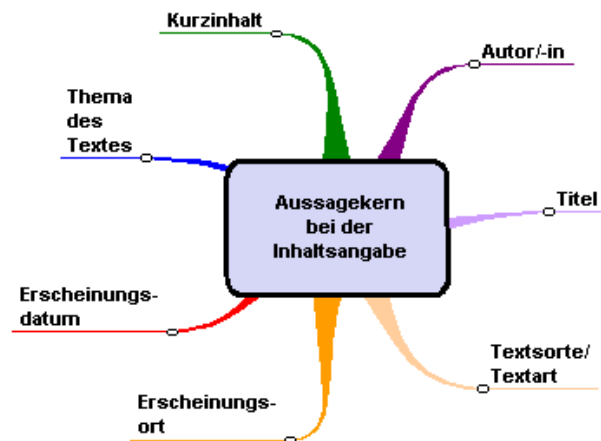 Kurzinhalt
Autor/-in
Thema
des
Textes
Aussagekern
bei der
Inhaltsangabe
Titel
Erscheinungs-
datum
Textsorte/
Textart
Erscheinungs-
ort